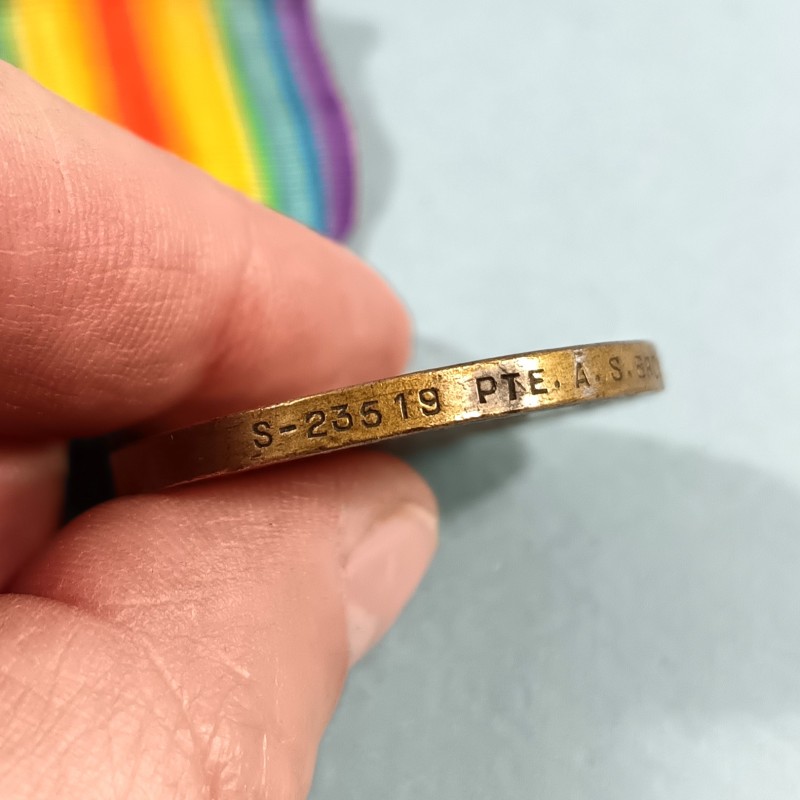 S-23519 PTE. A. S.